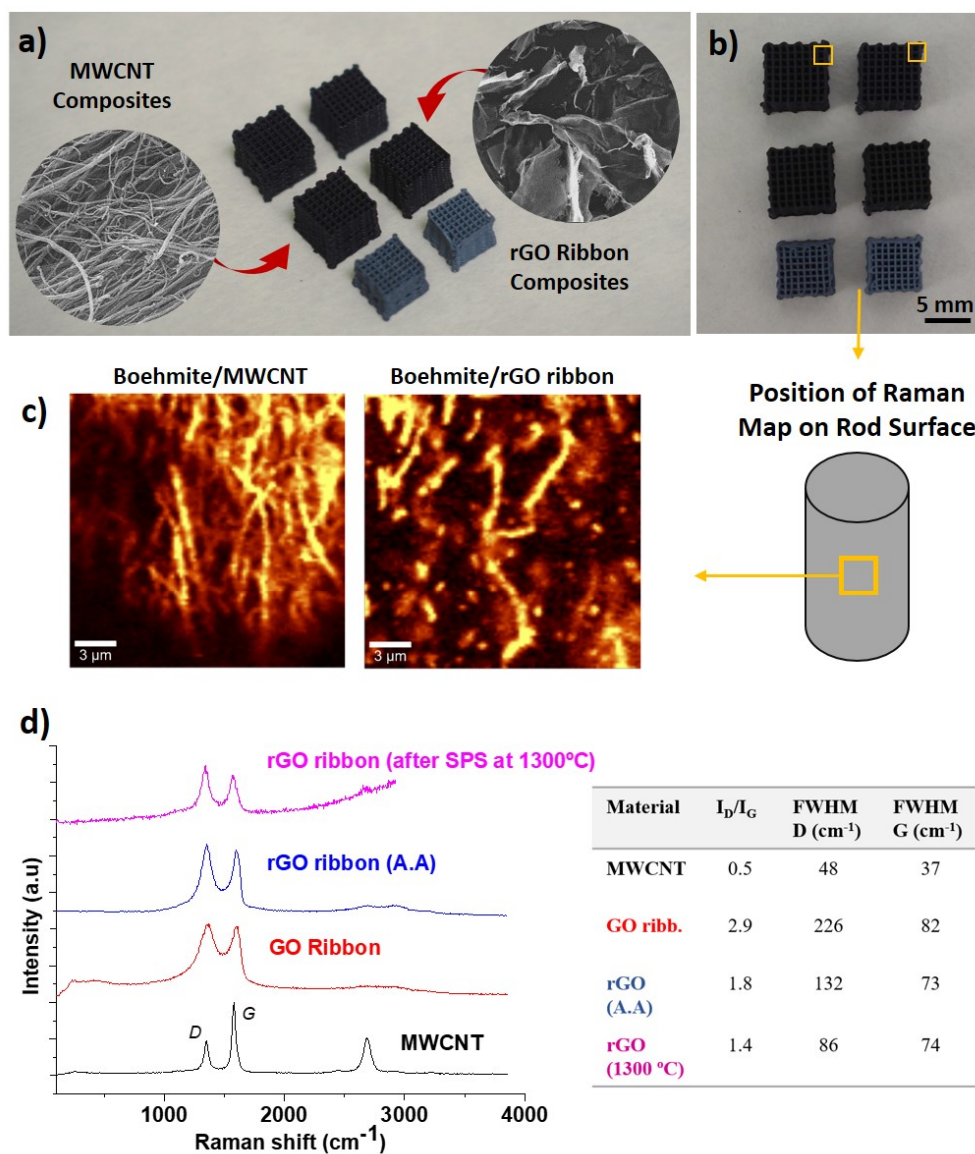 a)
MWCNT
Composites
rGO Ribbon
Composites
b)
5 mm
Position of Raman
Map on Rod Surface
c)
Boehmite/MWCNT
Boehmite/rGO ribbon
3 µm
3 µm
d)
rGO ribbon (after SPS at 1300ºC)
rGO ribbon (A.A)
GO Ribbon
D
G
MWCNT
Intensity (a.u)
1000 2000 3000 4000
Raman shift (cm⁻¹)
Material I_D/I_G FWHM FWHM
D (cm⁻¹) G (cm⁻¹)
MWCNT 0.5 48 37
GO ribb. 2.9 226 82
rGO 1.8 132 73
(A.A)
rGO 1.4 86 74
(1300 ºC)